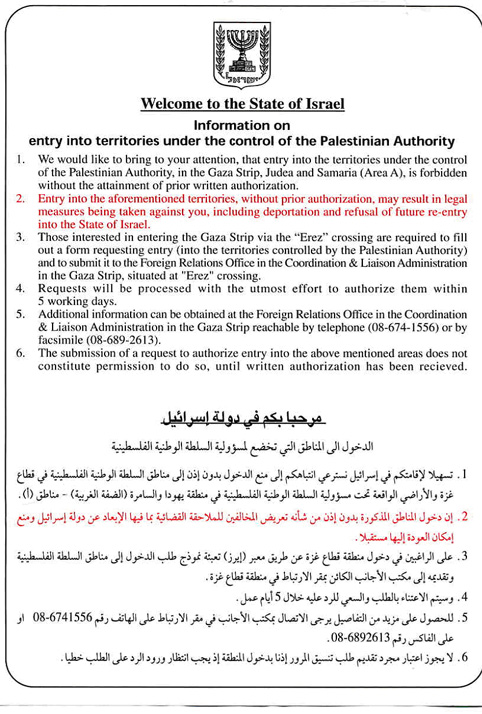 Welcome to the State of Israel
Information on
entry into territories under the control of the Palestinian Authority
1. We would like to bring to your attention, that entry into the territories under the control
of the Palestinian Authority, in the Gaza Strip, Judea and Samaria (Area A), is forbidden
without the attainment of prior written authorization.
2. Entry into the aforementioned territories, without prior authorization, may result in legal
measures being taken against you, including deportation and refusal of future re-entry
into the State of Israel.
3. Those interested in entering the Gaza Strip via the “Erez” crossing are required to fill
out a form requesting entry (into the territories controlled by the Palestinian Authority)
and to submit it to the Foreign Relations Office in the Coordination & Liaison Administration
in the Gaza Strip, situated at "Erez" crossing.
4. Requests will be processed with the utmost effort to authorize them within
5 working days.
5. Additional information can be obtained at the Foreign Relations Office in the Coordination
& Liaison Administration in the Gaza Strip reachable by telephone (08-674-1556) or by
facsimile (08-689-2613).
6. The submission of a request to authorize entry into the above mentioned areas does not
constitute permission to do so, until written authorization has been recieved.
مرحبا بكم في دولة إسرائيل
الدخول الى المناطق التي تخضع لمسؤولية السلطة الوطنية الفلسطينية
1. تسهيلا لإقامتكم في إسرائيل نسترعي انتباهكم إلى منع الدخول بدون إذن إلى مناطق السلطة الوطنية الفلسطينية في قطاع
غزة والأراضي الواقعة تحت مسؤولية السلطة الوطنية الفلسطينية في منطقة يهودا والسامرة (الضفة الغربية) - مناطق (أ).
2. إن دخول المناطق المذكورة بدون إذن من شأنه تعريض المخالفين للملاحقة القضائية بما فيها الإبعاد عن دولة إسرائيل ومنع
إمكان العودة إليها مستقبلا.
3. على الراغبين في دخول منطقة قطاع غزة عن طريق معبر (إيرز) تعبئة نموذج طلب الدخول إلى مناطق السلطة الفلسطينية
وتقديمه إلى مكتب الأجانب الكائن بمقر الارتباط في منطقة قطاع غزة.
4. وسيتم الاعتناء بالطلب والسعي للرد عليه خلال 5 أيام عمل.
5. للحصول على مزيد من التفاصيل يرجى الاتصال بمكتب الأجانب في مقر الارتباط على الهاتف رقم 08-6741556 او
على الفاكس رقم 08-6892613.
6. لا يجوز اعتبار مجرد تقديم طلب تنسيق المرور إذنا بدخول المنطقة إذ يجب انتظار ورود الرد على الطلب خطيا.